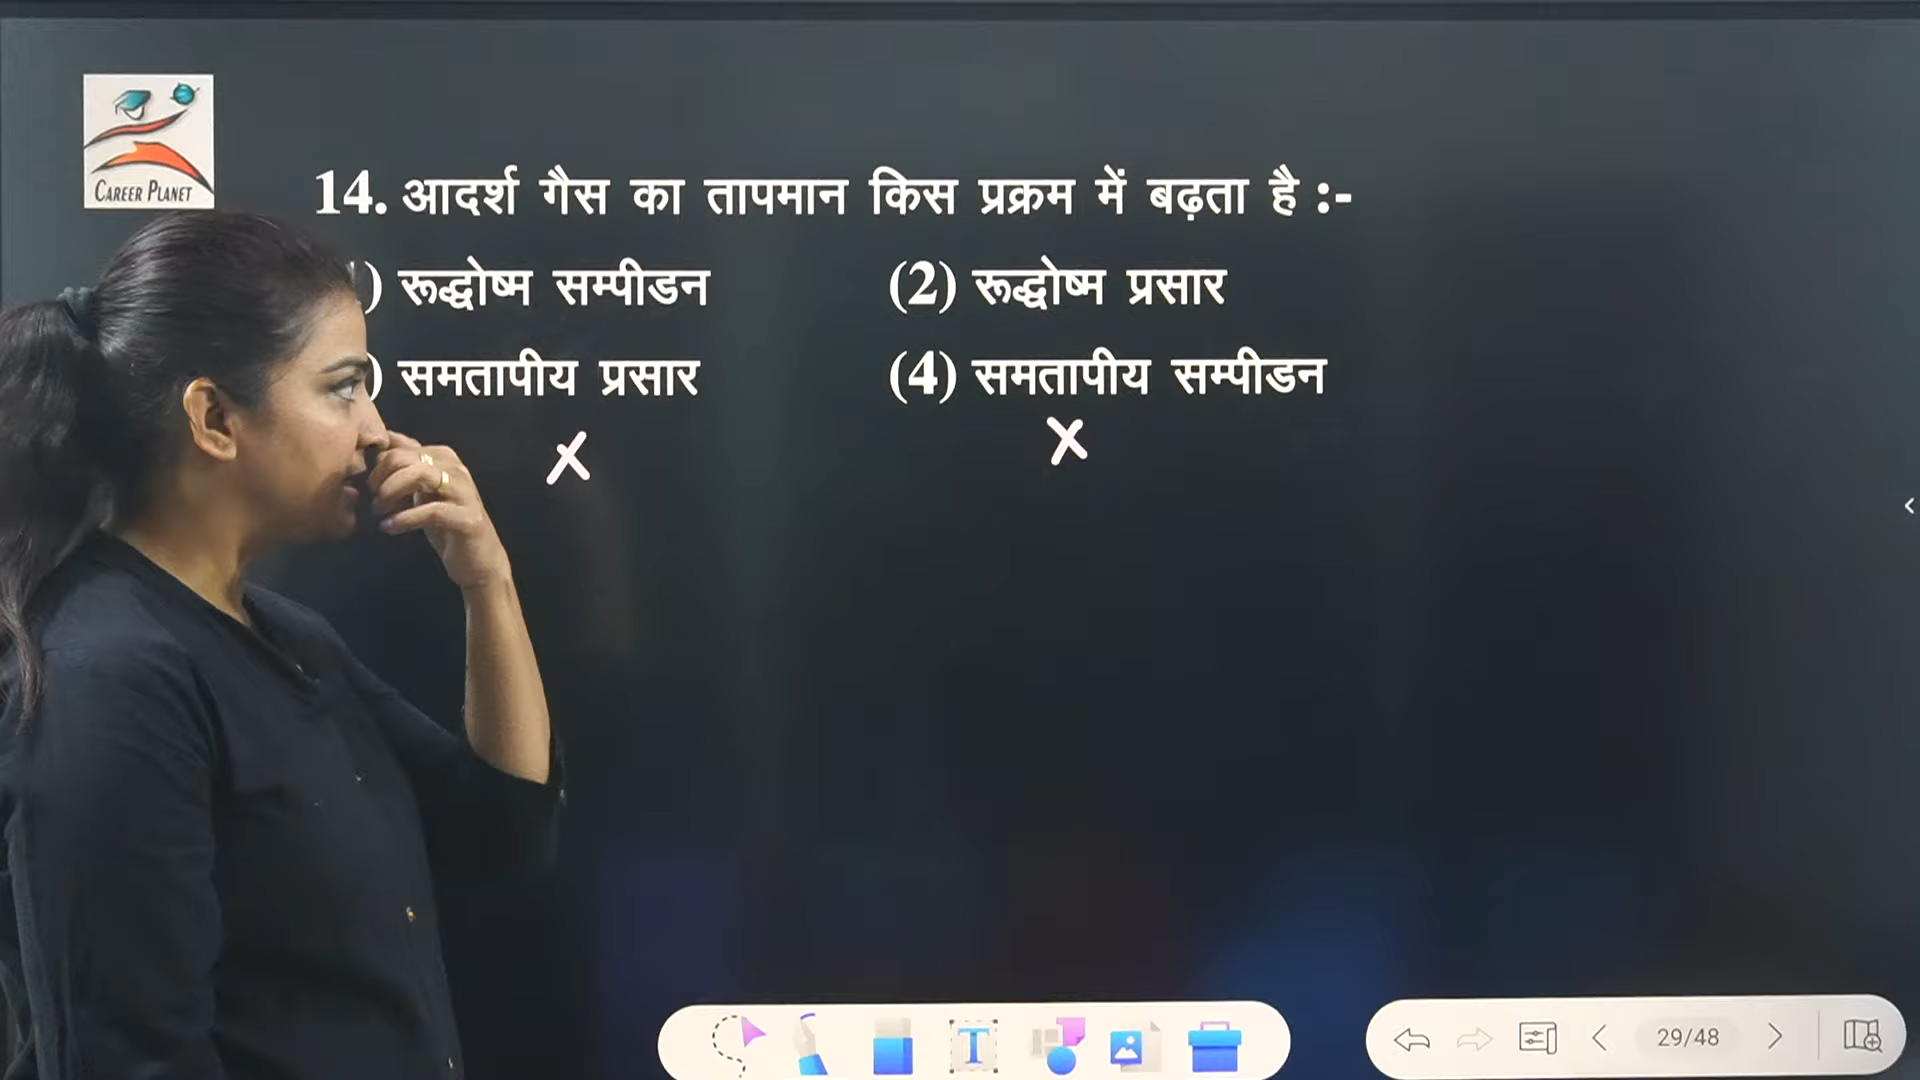 CAREER PLANET
14. आदर्श गैस का तापमान किस प्रक्रम में बढ़ता है :-
) रूद्धोष्म सम्पीडन (2) रूद्धोष्म प्रसार
) समतापीय प्रसार (4) समतापीय सम्पीडन
x x
T
29/48